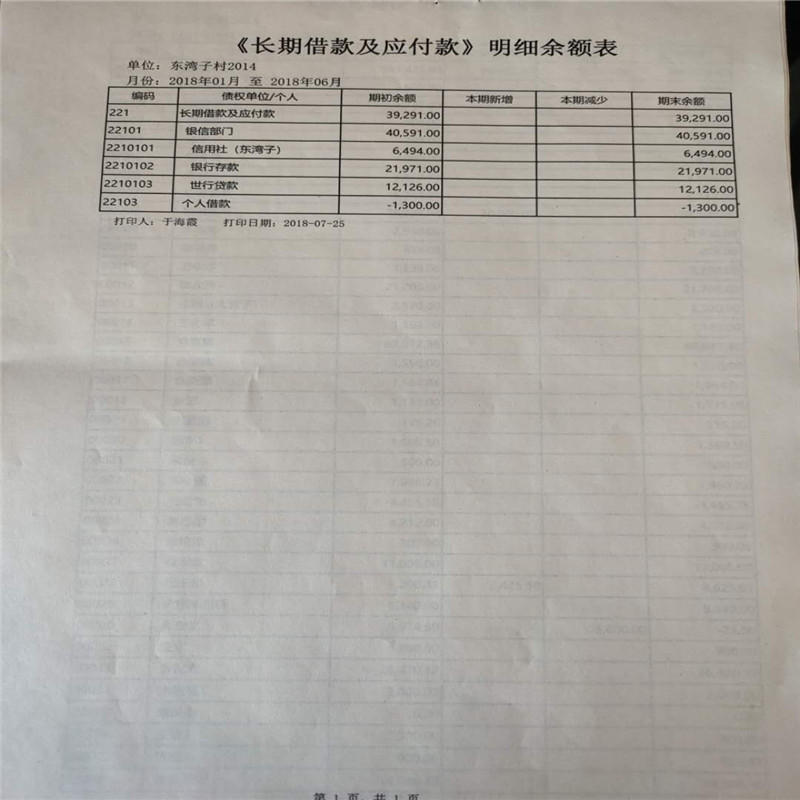 《长期借款及应付款》明细余额表
单位：东湾子村2014
月份：2018年01月 至 2018年06月
编码 债权单位/个人 期初余额 本期新增 本期减少 期末余额
221 长期借款及应付款 39,291.00 39,291.00
22101 银信部门 40,591.00 40,591.00
2210101 信用社（东湾子） 6,494.00 6,494.00
2210102 银行存款 21,971.00 21,971.00
2210103 世行贷款 12,126.00 12,126.00
22103 个人借款 -1,300.00 -1,300.00
打印人：于海霞 打印日期：2018-07-25
第 1 页 共 1 页